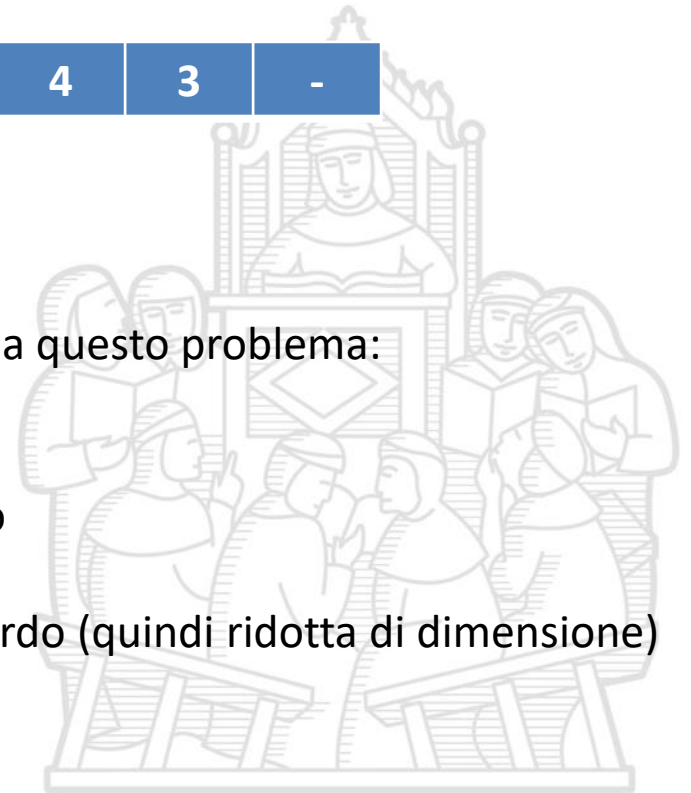 4 3 -
a questo problema:
o
rdo (quindi ridotta di dimensione)